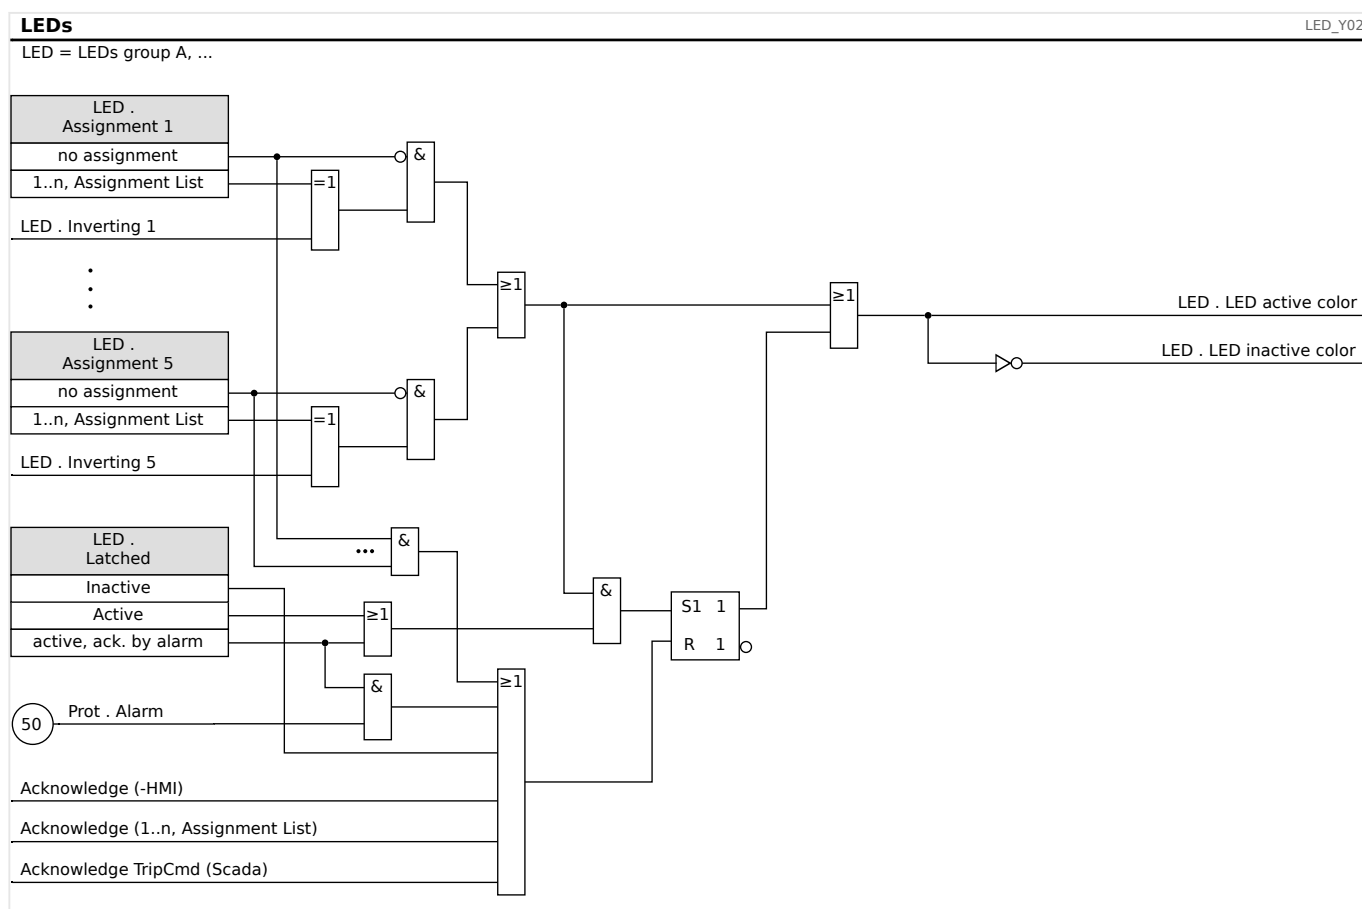 LEDs
LED_Y02
LED = LEDs group A, ...
LED .
Assignment 1
no assignment
&
1..n, Assignment List
=1
LED . Inverting 1
≥1
≥1
LED . LED active color
LED .
Assignment 5
LED . LED inactive color
no assignment
&
1..n, Assignment List
=1
LED . Inverting 5
LED .
Latched
&
Inactive
&
Active
≥1
S1 1
active, ack. by alarm
R 1
&
≥1
50
Prot . Alarm
Acknowledge (-HMI)
Acknowledge (1..n, Assignment List)
Acknowledge TripCmd (Scada)